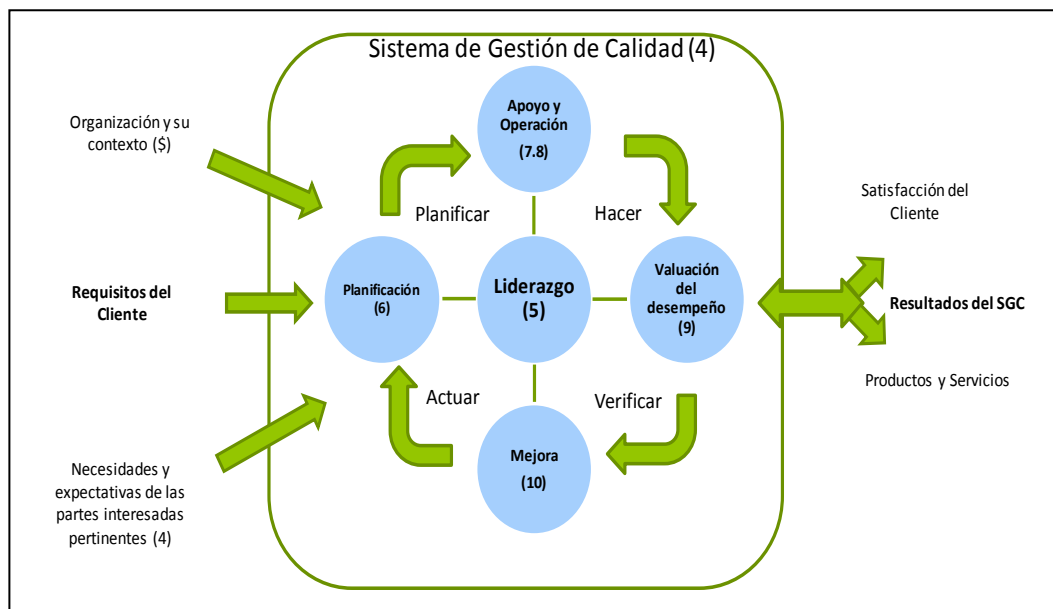 Sistema de Gestión de Calidad (4)
Organización y su
contexto ($)
Requisitos del
Cliente
Necesidades y
expectativas de las
partes interesadas
pertinentes (4)
Apoyo y
Operación
(7.8)
Planificar
Hacer
Planificación
(6)
Liderazgo
(5)
Valuación
del
desempeño
(9)
Actuar
Verificar
Mejora
(10)
Satisfacción del
Cliente
Resultados del SGC
Productos y Servicios